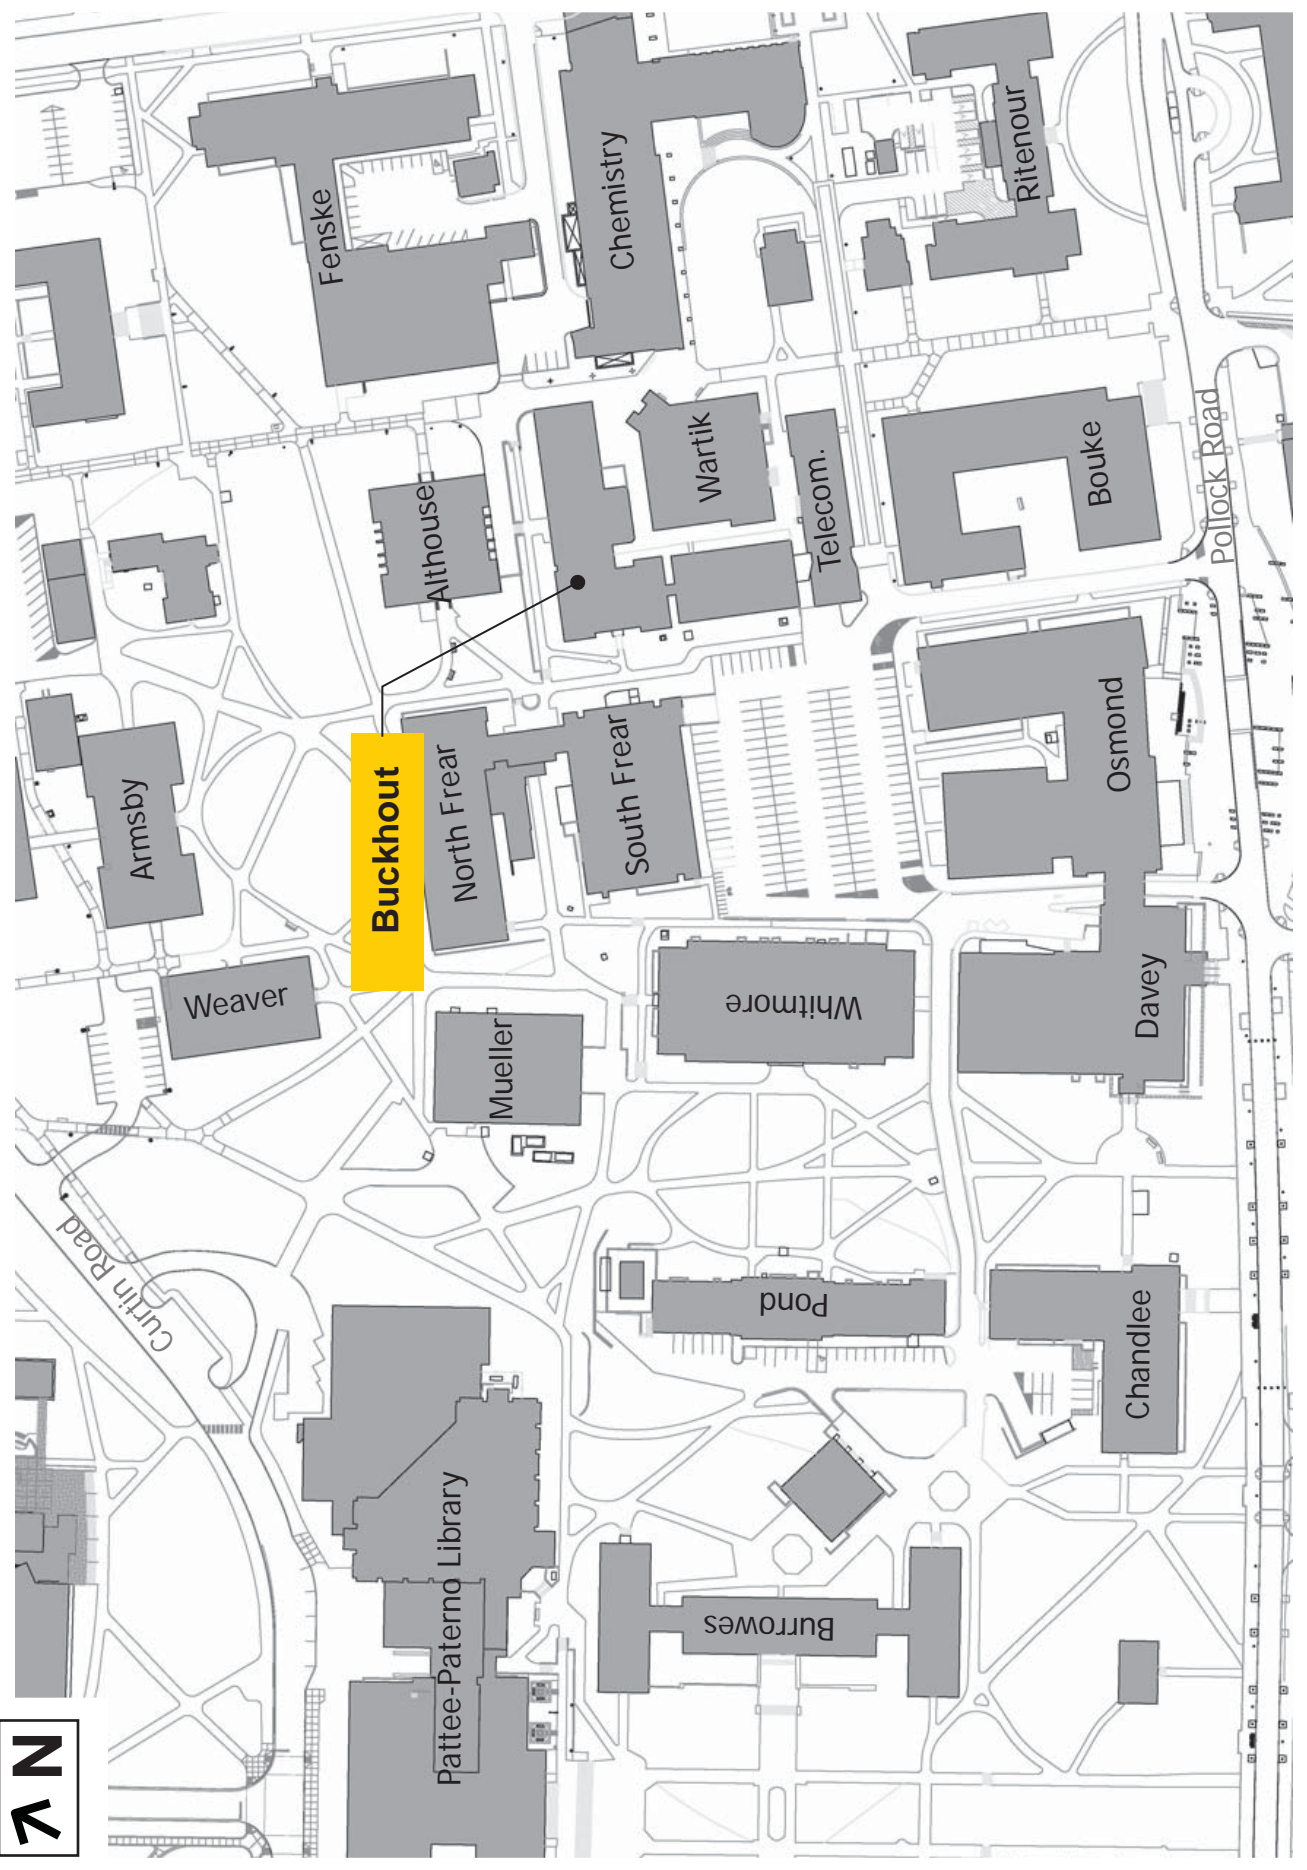 Fenske
Chemistry
Ritenour
Althouse
Wartik
Telecom.
Bouke
Pollock Road
Armsby
Buckhout
North Frear
South Frear
Osmond
Weaver
Mueller
Whitmore
Davey
Curtin Road
Pond
Chandlee
Pattee-Paterno Library
Burrowes
N